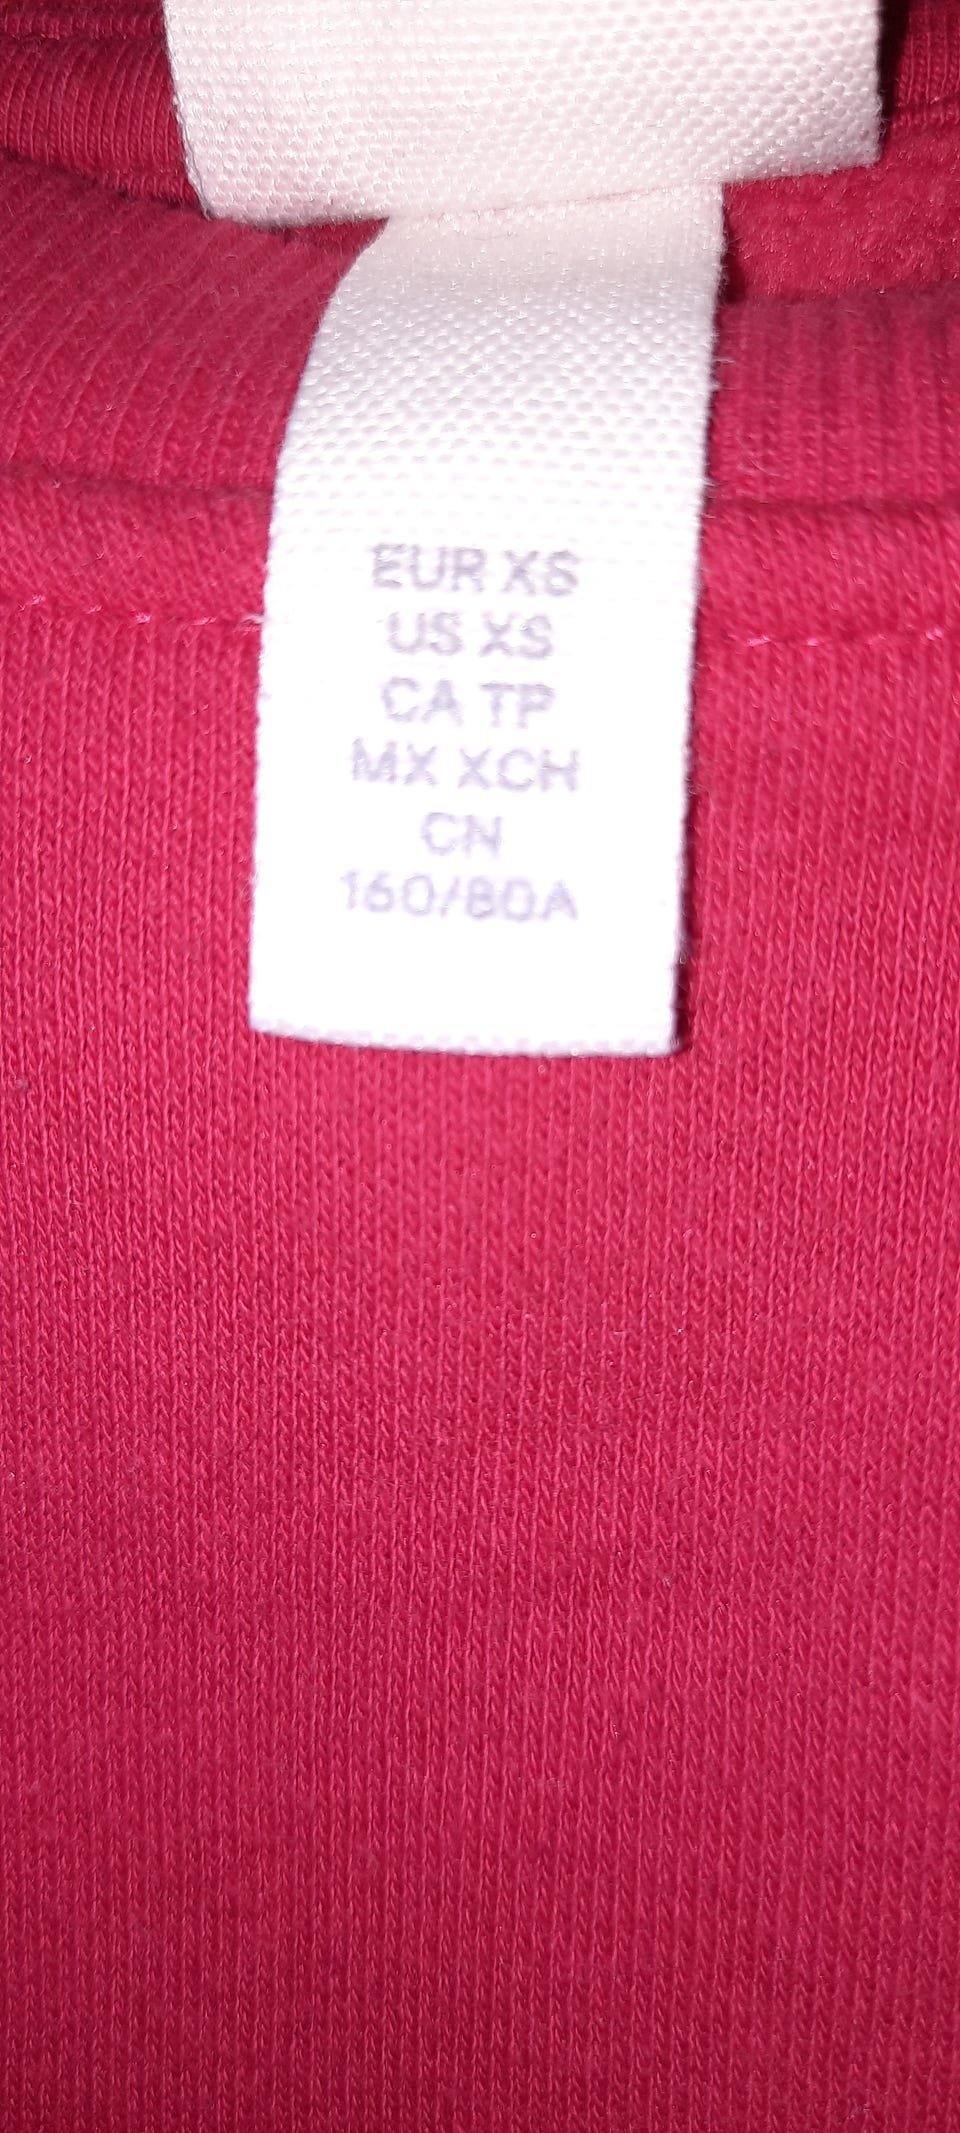 EUR XS
US XS
CA TP
MX XCH
CN
160/80A